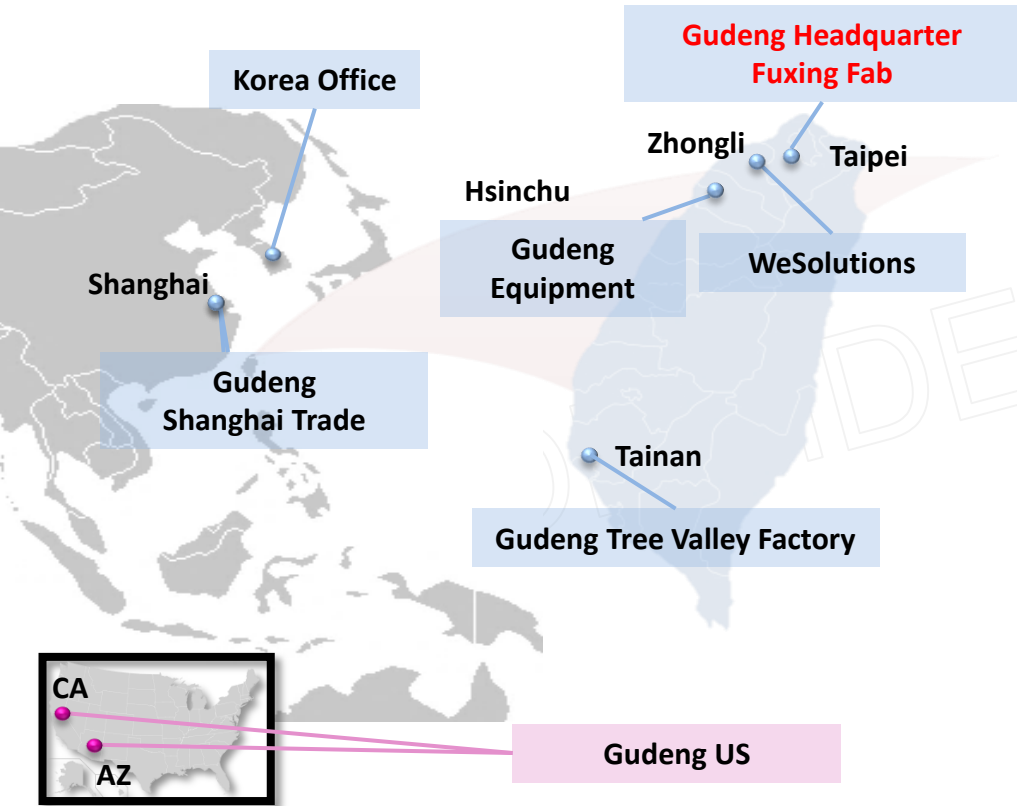 Gudeng Headquarter
Fuxing Fab
Korea Office
Zhongli
Taipei
Hsinchu
Gudeng
Equipment
WeSolutions
Shanghai
Gudeng
Shanghai Trade
Tainan
Gudeng Tree Valley Factory
CA
AZ
Gudeng US